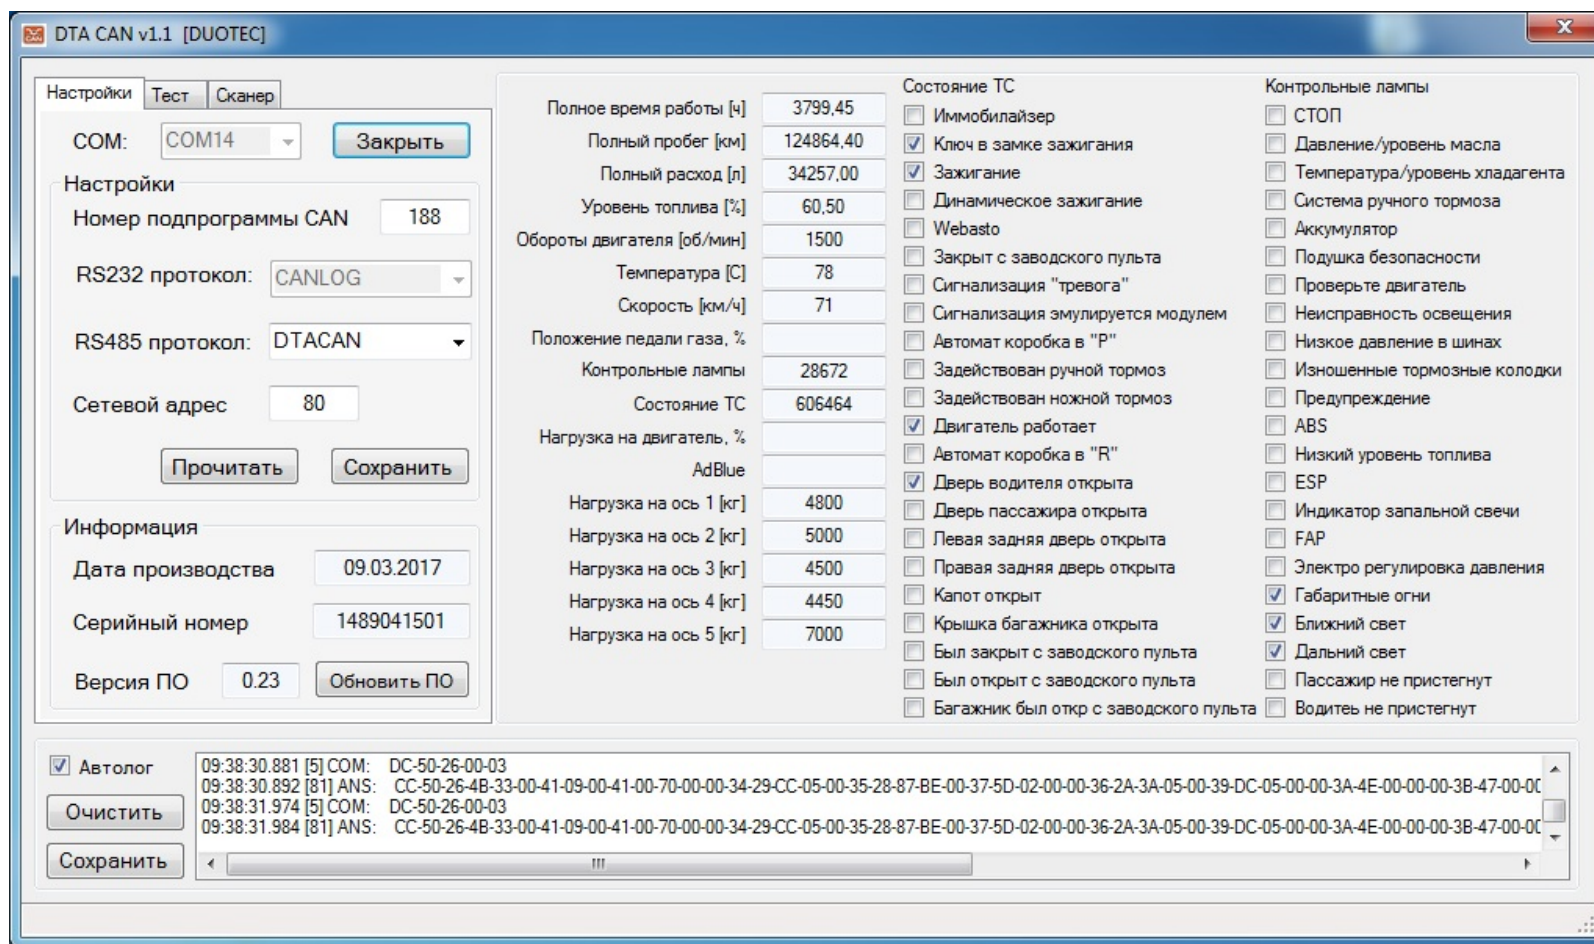 DTA CAN v1.1 [DUOTEC]
Настройки Тест Сканер
COM: COM14 Закрыть
Настройки
Номер подпрограммы CAN 188
RS232 протокол: CANLOG
RS485 протокол: DTACAN
Сетевой адрес 80
Прочитать Сохранить
Информация
Дата производства 09.03.2017
Серийный номер 1489041501
Версия ПО 0.23 Обновить ПО
Полное время работы [ч] 3799,45
Полный пробег [км] 124864,40
Полный расход [л] 34257,00
Уровень топлива [%] 60,50
Обороты двигателя [об/мин] 1500
Температура [С] 78
Скорость [км/ч] 71
Положение педали газа, %
Контрольные лампы 28672
Состояние ТС 606464
Нагрузка на двигатель, %
AdBlue
Нагрузка на ось 1 [кг] 4800
Нагрузка на ось 2 [кг] 5000
Нагрузка на ось 3 [кг] 4500
Нагрузка на ось 4 [кг] 4450
Нагрузка на ось 5 [кг] 7000
Состояние ТС
Иммобилайзер
Ключ в замке зажигания
Зажигание
Динамическое зажигание
Webasto
Закрыт с заводского пульта
Сигнализация "тревога"
Сигнализация эмулируется модулем
Автомат коробка в "P"
Задействован ручной тормоз
Задействован ножной тормоз
Двигатель работает
Автомат коробка в "R"
Дверь водителя открыта
Дверь пассажира открыта
Левая задняя дверь открыта
Правая задняя дверь открыта
Капот открыт
Крышка багажника открыта
Был закрыт с заводского пульта
Был открыт с заводского пульта
Багажник был откр с заводского пульта
Контрольные лампы
СТОП
Давление/уровень масла
Температура/уровень хладагента
Система ручного тормоза
Аккумулятор
Подушка безопасности
Проверьте двигатель
Неисправность освещения
Низкое давление в шинах
Изношенные тормозные колодки
Предупреждение
ABS
Низкий уровень топлива
ESP
Индикатор запальной свечи
FAP
Электро регулировка давления
Габаритные огни
Ближний свет
Дальний свет
Пассажир не пристегнут
Водитеь не пристегнут
Автолог
Очистить
Сохранить
09:38:30.881 [5] COM: DC-50-26-00-03
09:38:30.892 [81] ANS: CC-50-26-4B-33-00-41-09-00-41-00-70-00-00-34-29-CC-05-00-35-28-87-BE-00-37-5D-02-00-00-36-2A-3A-05-00-39-DC-05-00-00-3A-4E-00-00-00-3B-47-00-0C
09:38:31.974 [5] COM: DC-50-26-00-03
09:38:31.984 [81] ANS: CC-50-26-4B-33-00-41-09-00-41-00-70-00-00-34-29-CC-05-00-35-28-87-BE-00-37-5D-02-00-00-36-2A-3A-05-00-39-DC-05-00-00-3A-4E-00-00-00-3B-47-00-0C